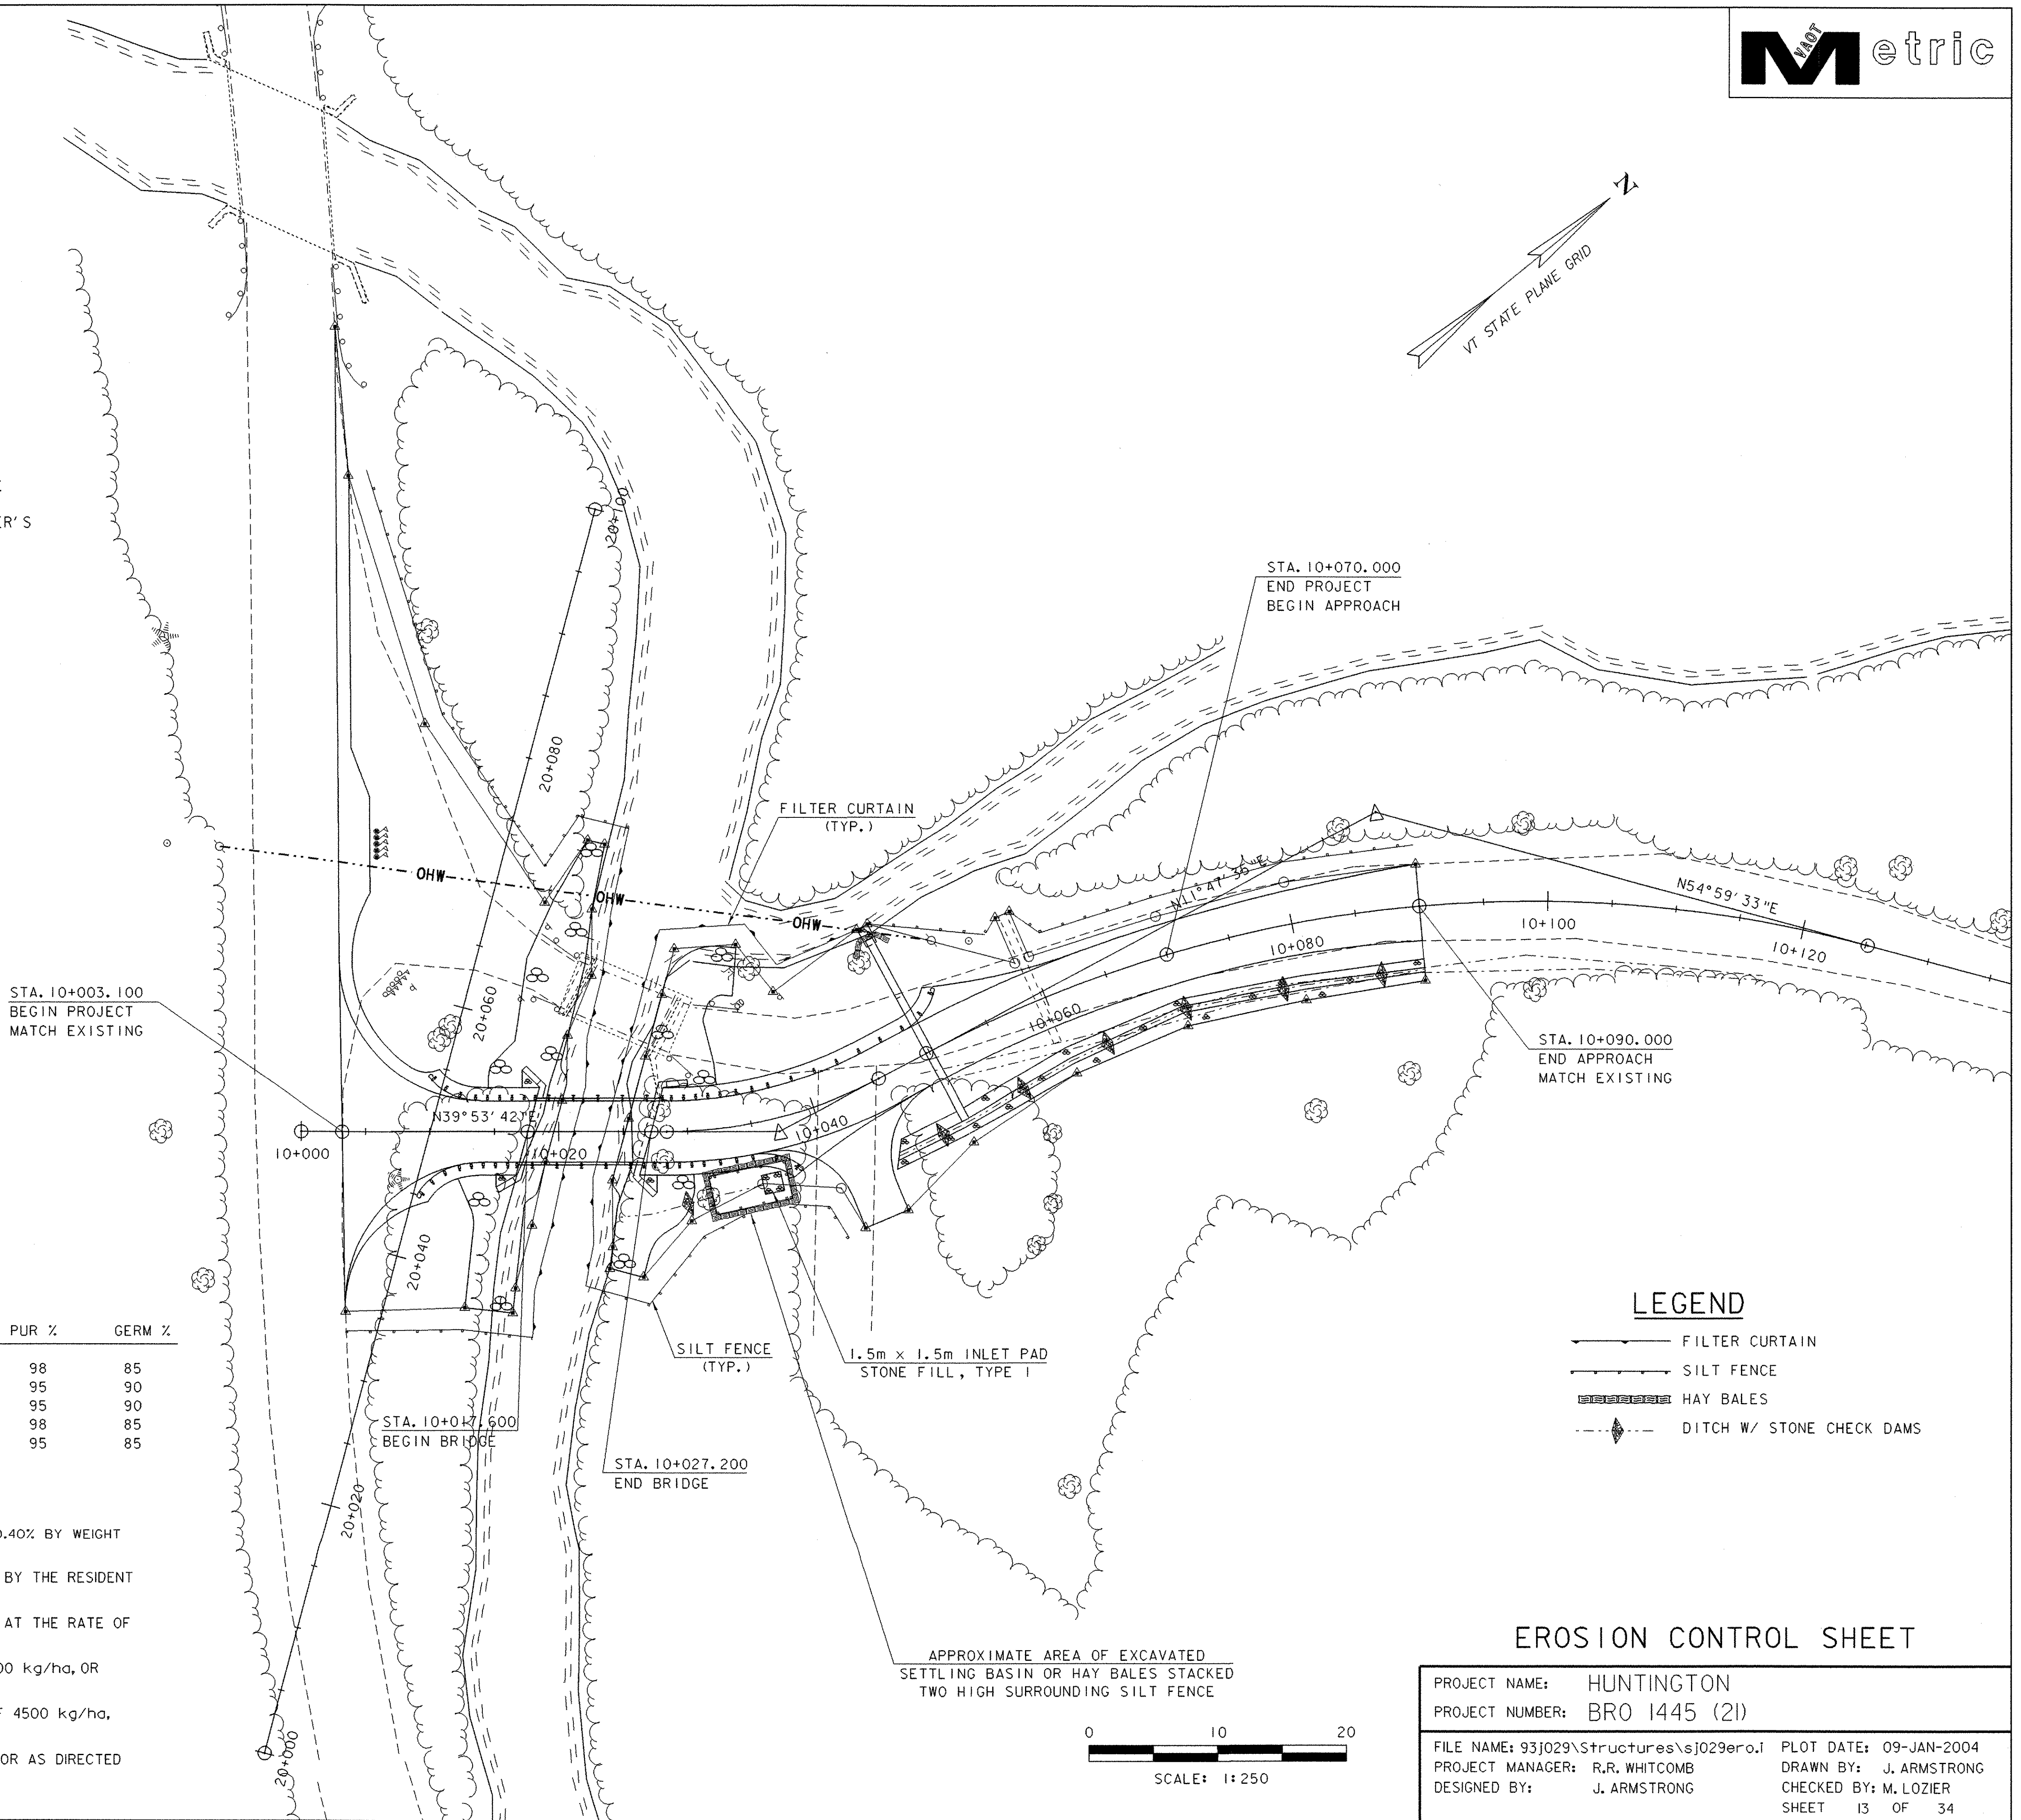 VAOT
Metric
N
VT STATE PLANE GRID
ER'S
20+100
STA. 10+070.000
END PROJECT
BEGIN APPROACH
20+080
FILTER CURTAIN
(TYP.)
OHW
OHW
OHW
N11°47'36"E
N54°59'33"E
10+080
10+100
10+120
STA. 10+003.100
BEGIN PROJECT
MATCH EXISTING
20+060
10+060
STA. 10+090.000
END APPROACH
MATCH EXISTING
N39°53'42"E
10+000
10+020
10+040
20+040
LEGEND
FILTER CURTAIN
SILT FENCE
HAY BALES
DITCH W/ STONE CHECK DAMS
PUR % GERM %
98 85
95 90
95 90
98 85
95 85
SILT FENCE
(TYP.)
1.5m x 1.5m INLET PAD
STONE FILL, TYPE I
STA. 10+017.600
BEGIN BRIDGE
STA. 10+027.200
END BRIDGE
20+020
0.40% BY WEIGHT
BY THE RESIDENT
AT THE RATE OF
00 kg/ha, OR
4500 kg/ha,
OR AS DIRECTED
20+000
APPROXIMATE AREA OF EXCAVATED
SETTLING BASIN OR HAY BALES STACKED
TWO HIGH SURROUNDING SILT FENCE
0 10 20
SCALE: 1:250
EROSION CONTROL SHEET
PROJECT NAME: HUNTINGTON
PROJECT NUMBER: BRO 1445 (21)
FILE NAME: 93j029\Structures\sj029ero.i PLOT DATE: 09-JAN-2004
PROJECT MANAGER: R.R. WHITCOMB DRAWN BY: J. ARMSTRONG
DESIGNED BY: J. ARMSTRONG CHECKED BY: M. LOZIER
SHEET 13 OF 34